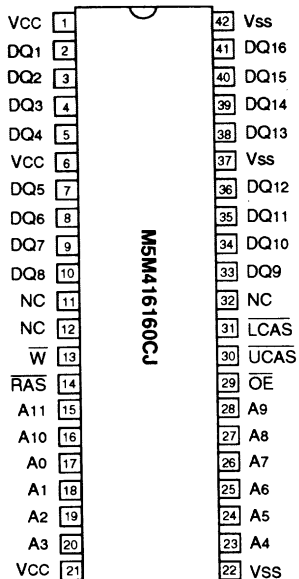 VCC 1 42 Vss
DQ1 2 41 DQ16
DQ2 3 40 DQ15
DQ3 4 39 DQ14
DQ4 5 38 DQ13
VCC 6 37 Vss
DQ5 7 36 DQ12
DQ6 8 35 DQ11
DQ7 9 34 DQ10
DQ8 10 33 DQ9
NC 11 32 NC
NC 12 31 L̅C̅A̅S̅
W̅ 13 30 U̅C̅A̅S̅
R̅A̅S̅ 14 29 O̅E̅
A11 15 28 A9
A10 16 27 A8
A0 17 26 A7
A1 18 25 A6
A2 19 24 A5
A3 20 23 A4
VCC 21 22 VSS
M5M416160CJ